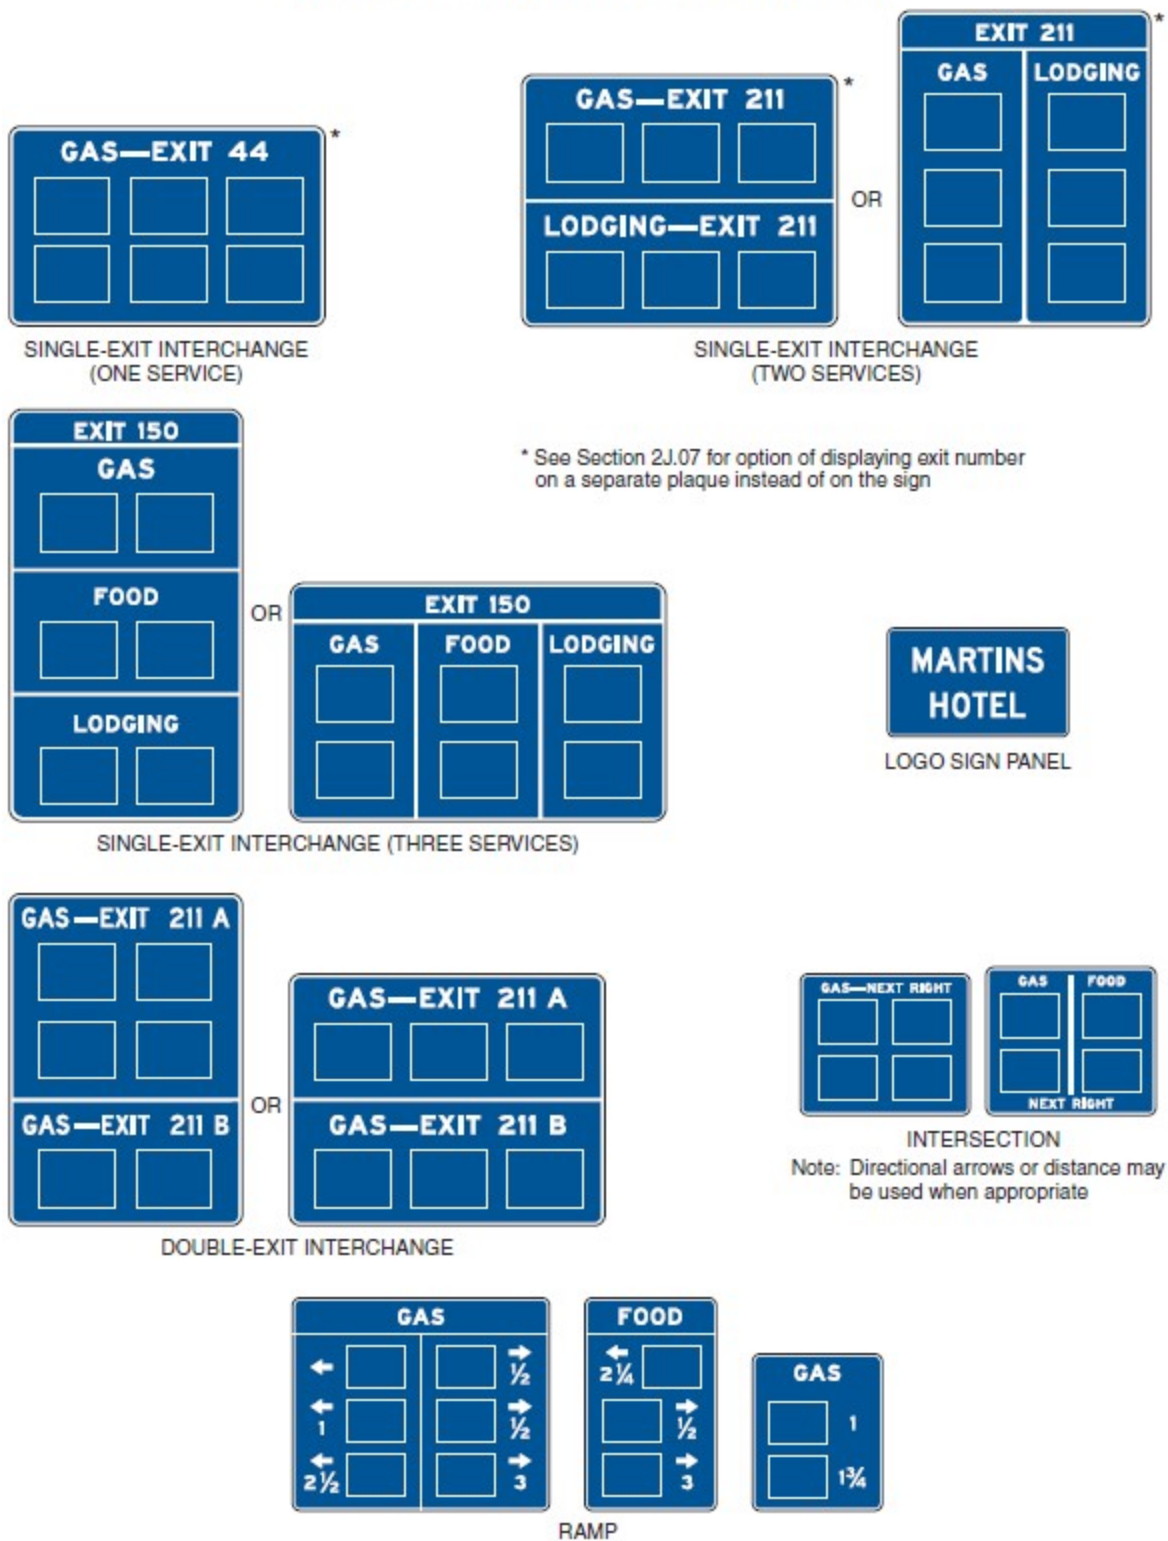 GAS—EXIT 44
*
SINGLE-EXIT INTERCHANGE
(ONE SERVICE)
GAS—EXIT 211
LODGING—EXIT 211
*
OR
EXIT 211
GAS LODGING
*
SINGLE-EXIT INTERCHANGE
(TWO SERVICES)
EXIT 150
GAS
FOOD
LODGING
OR
EXIT 150
GAS FOOD LODGING
SINGLE-EXIT INTERCHANGE (THREE SERVICES)
* See Section 2J.07 for option of displaying exit number
on a separate plaque instead of on the sign
MARTINS
HOTEL
LOGO SIGN PANEL
GAS—EXIT 211 A
GAS—EXIT 211 B
OR
GAS—EXIT 211 A
GAS—EXIT 211 B
DOUBLE-EXIT INTERCHANGE
GAS—NEXT RIGHT
GAS FOOD
NEXT RIGHT
INTERSECTION
Note: Directional arrows or distance may
be used when appropriate
GAS
← → ½
← 1 → ½
← 2½ → 3
FOOD
← 2¼
→ ½
→ 3
GAS
1
1¾
RAMP